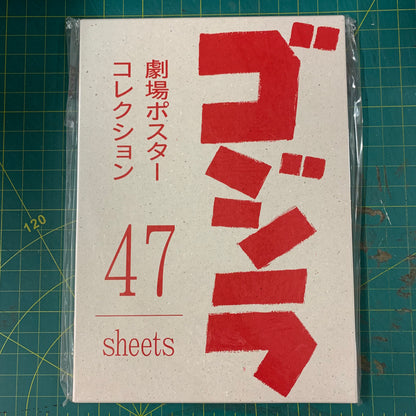 ゴジラ
劇場ポスター
コレクション
47
sheets
120